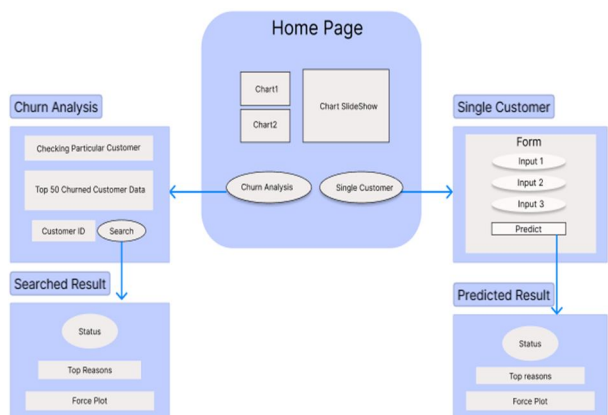 Home Page
Chart1
Chart2
Chart SlideShow
Churn Analysis
Single Customer
Churn Analysis
Checking Particular Customer
Top 50 Churned Customer Data
Customer ID
Search
Searched Result
Status
Top Reasons
Force Plot
Single Customer
Form
Input 1
Input 2
Input 3
Predict
Predicted Result
Status
Top reasons
Force Plot